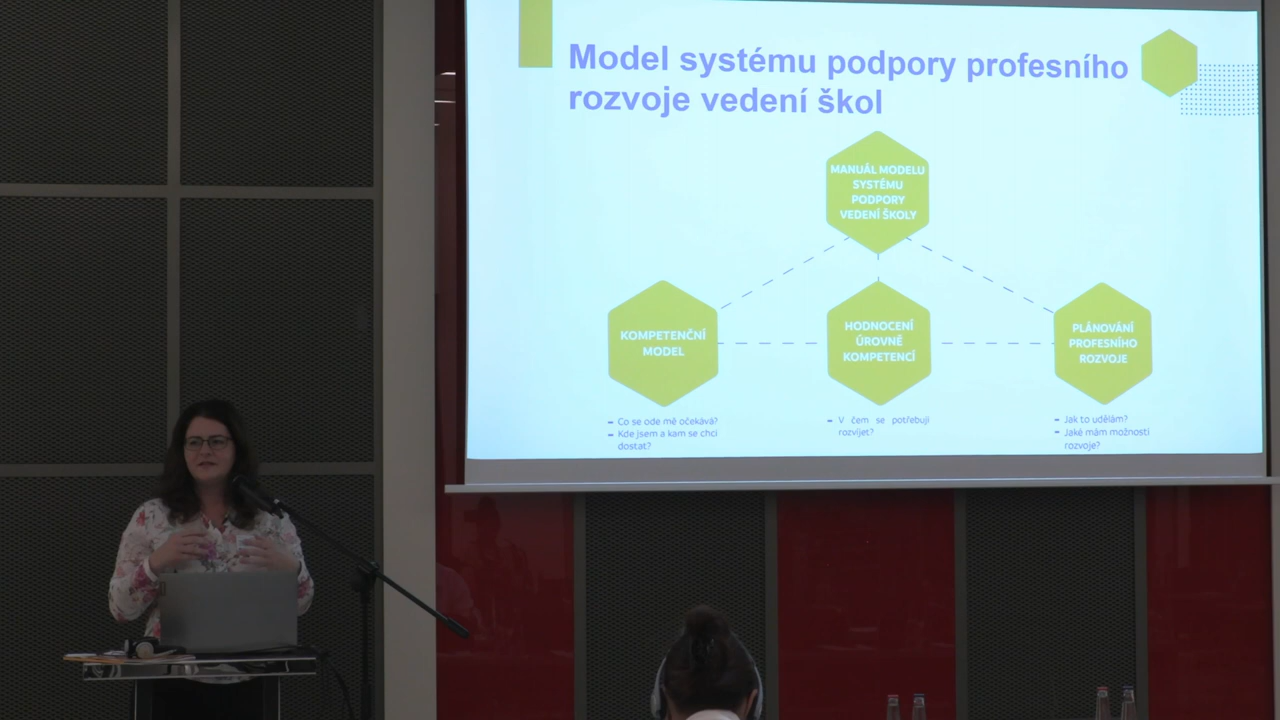 Model systému podpory profesního
rozvoje vedení škol
MANUÁL MODELU
SYSTÉMU
PODPORY
VEDENÍ ŠKOLY
KOMPETENČNÍ
MODEL
HODNOCENÍ
ÚROVNĚ
KOMPETENCÍ
PLÁNOVÁNÍ
PROFESNÍHO
ROZVOJE
– Co se ode mě očekává?
– Kde jsem a kam se chci
dostat?
– V čem se potřebuji
rozvíjet?
– Jak to udělám?
– Jaké mám možnosti
rozvoje?